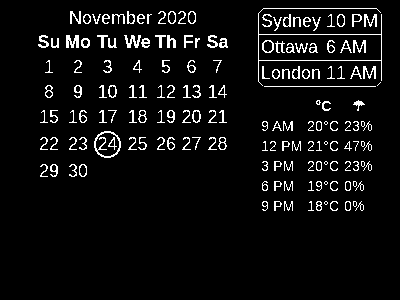 November 2020
Su Mo Tu We Th Fr Sa
1 2 3 4 5 6 7
8 9 10 11 12 13 14
15 16 17 18 19 20 21
22 23 24 25 26 27 28
29 30
Sydney 10 PM
Ottawa 6 AM
London 11 AM
°C ☂
9 AM 20°C 23%
12 PM 21°C 47%
3 PM 20°C 23%
6 PM 19°C 0%
9 PM 18°C 0%